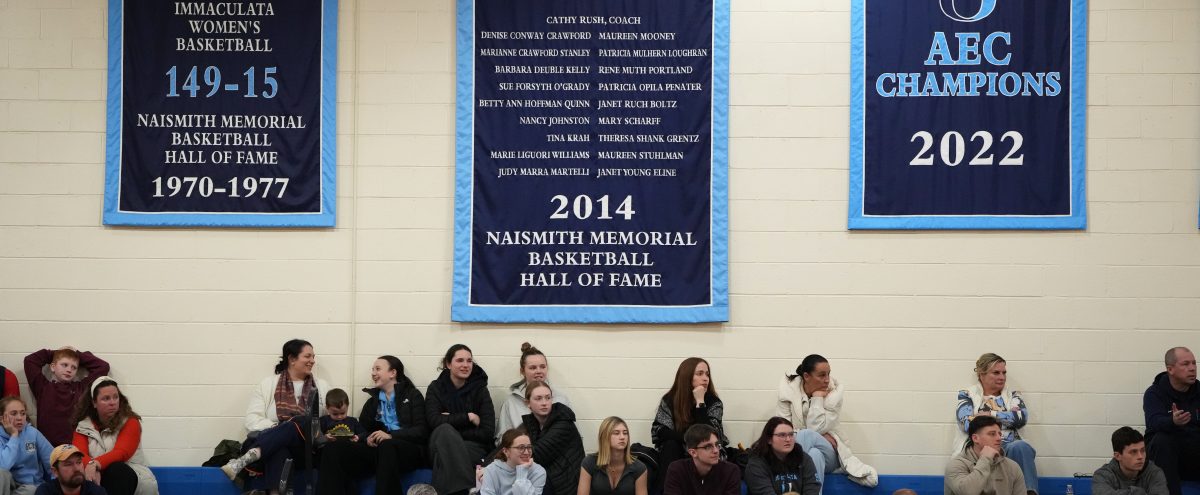 IMMACULATA
WOMEN'S
BASKETBALL
149-15
NAISMITH MEMORIAL
BASKETBALL
HALL OF FAME
1970-1977
CATHY RUSH, COACH
DENISE CONWAY CRAWFORD MAUREEN MOONEY
MARIANNE CRAWFORD STANLEY PATRICIA MULHERN LOUGHRAN
BARBARA DEUBLE KELLY RENE MUTH PORTLAND
SUE FORSYTH O'GRADY PATRICIA OPILA PENATER
BETTY ANN HOFFMAN QUINN JANET RUCH BOLTZ
NANCY JOHNSTON MARY SCHARFF
TINA KRAH THERESA SHANK GRENTZ
MARIE LIGUORI WILLIAMS MAUREEN STUHLMAN
JUDY MARRA MARTELLI JANET YOUNG ELINE
2014
NAISMITH MEMORIAL
BASKETBALL
HALL OF FAME
AEC
CHAMPIONS
2022